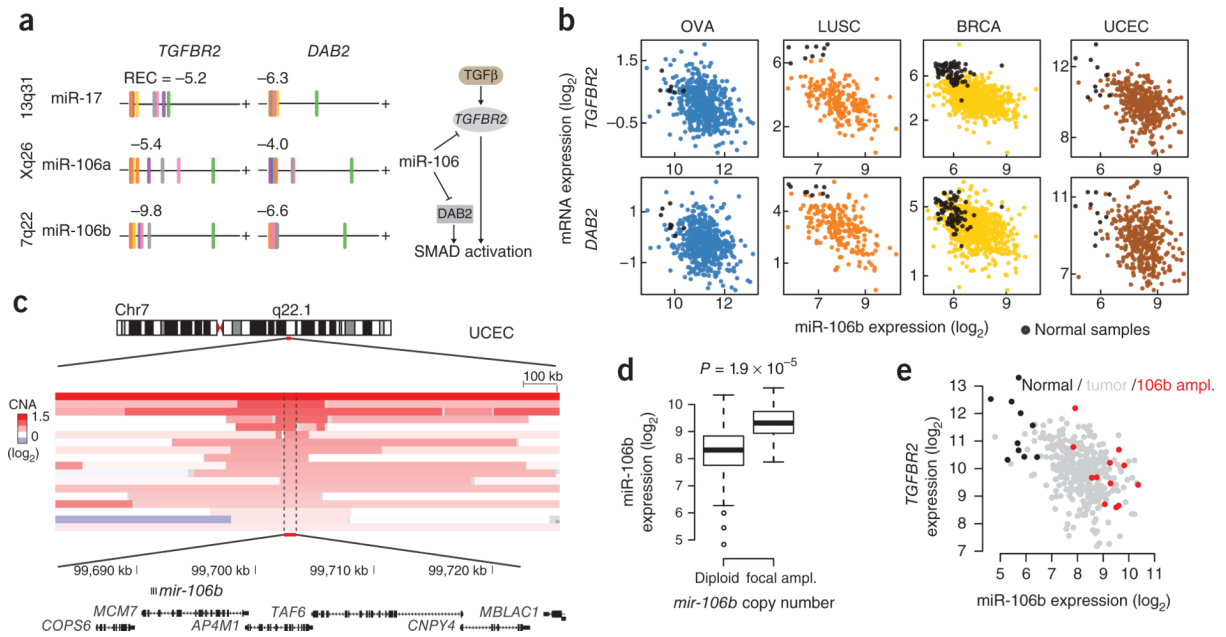 a
TGFBR2 DAB2
13q31 miR-17 REC = −5.2 + −6.3 +
Xq26 miR-106a −5.4 + −4.0 +
7q22 miR-106b −9.8 + −6.6 +
TGFβ
TGFBR2
miR-106
DAB2
SMAD activation
b
OVA LUSC BRCA UCEC
mRNA expression (log2)
TGFBR2
1.5
−0.5
10 12
6
2
7 9
6
2
6 9
12
10
8
6 9
DAB2
1
−1
10 12
4
1
7 9
5
1
6 9
11
7
6 9
miR-106b expression (log2) Normal samples
c
Chr7 q22.1
UCEC
100 kb
CNA
1.5
0
(log2)
99,690 kb 99,700 kb 99,710 kb 99,720 kb
mir-106b
MCM7 TAF6 MBLAC1
COPS6 AP4M1 CNPY4
d
P = 1.9 × 10−5
miR-106b
expression (log2)
10
9
8
7
6
5
Diploid focal ampl.
mir-106b copy number
e
Normal / tumor /106b ampl.
TGFBR2
expression (log2)
13
12
11
10
9
8
7
5 6 7 8 9 10 11
miR-106b expression (log2)